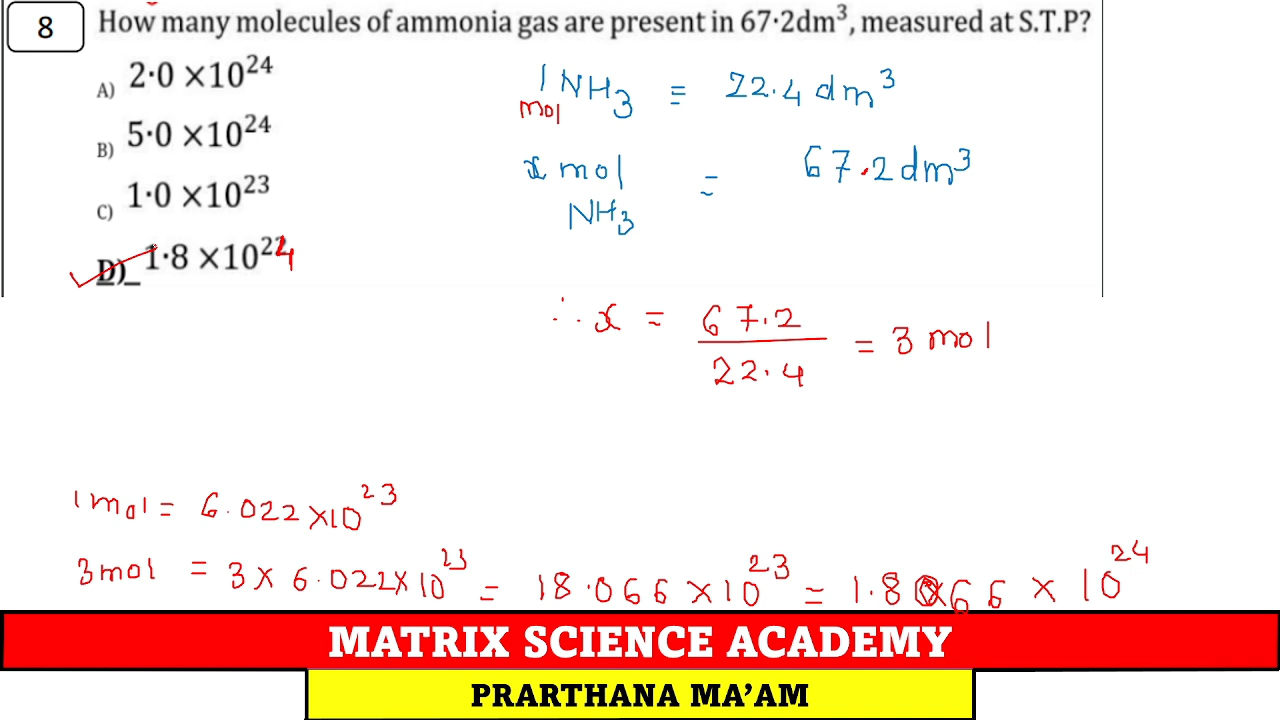 8 How many molecules of ammonia gas are present in 67·2dm³, measured at S.T.P?
A) 2·0 ×10²⁴
B) 5·0 ×10²⁴
C) 1·0 ×10²³
D) 1·8 ×10²⁴
1 mol NH₃ ≡ 22.4 dm³
x mol NH₃ ≡ 67.2 dm³
∴ x = 67.2 / 22.4 = 3 mol
1 mol = 6.022 ×10²³
3 mol = 3 × 6.022 ×10²³ = 18.066 ×10²³ = 1.8066 × 10²⁴
MATRIX SCIENCE ACADEMY
PRARTHANA MA'AM